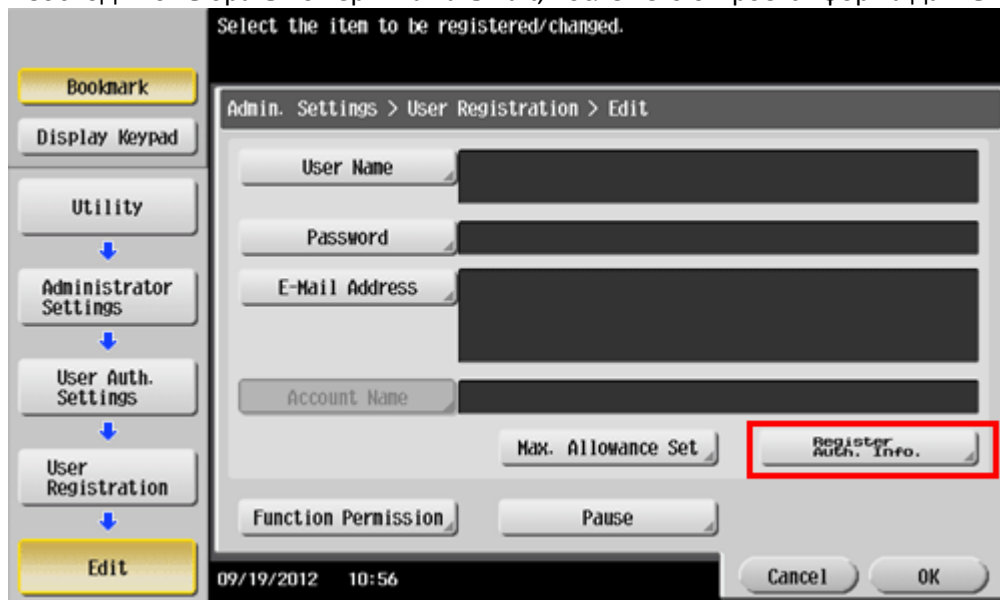 Select the item to be registered/changed.
Bookmark
Display Keypad
Utility
Administrator
Settings
User Auth.
Settings
User
Registration
Edit
Admin. Settings > User Registration > Edit
User Name
Password
E-Mail Address
Account Name
Max. Allowance Set
Register
Auth. Info.
Function Permission
Pause
09/19/2012 10:56
Cancel
OK